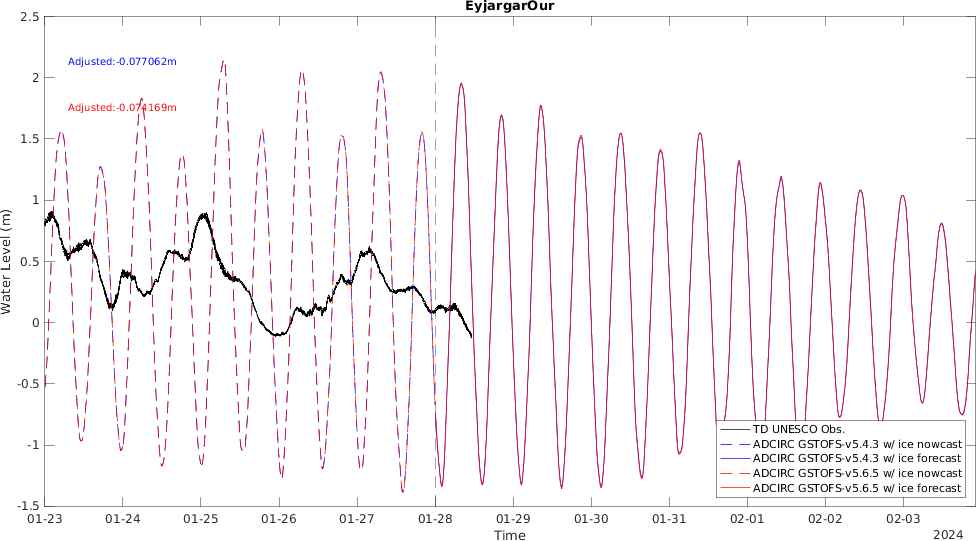 EyjargarOur
2.5
2
1.5
1
0.5
0
-0.5
-1
-1.5
Water Level (m)
Adjusted:-0.077062m
Adjusted:-0.074169m
TD UNESCO Obs.
ADCIRC GSTOFS-v5.4.3 w/ ice nowcast
ADCIRC GSTOFS-v5.4.3 w/ ice forecast
ADCIRC GSTOFS-v5.6.5 w/ ice nowcast
ADCIRC GSTOFS-v5.6.5 w/ ice forecast
01-23 01-24 01-25 01-26 01-27 01-28 01-29 01-30 01-31 02-01 02-02 02-03
Time
2024